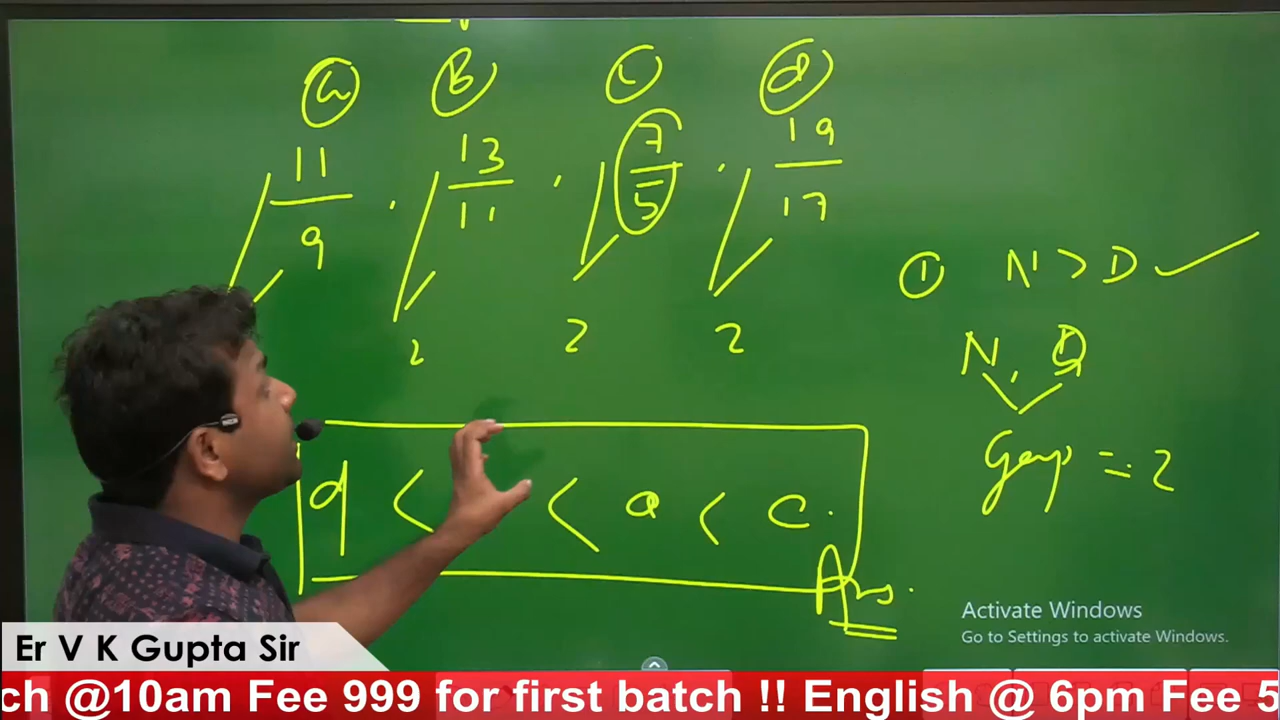 a b c d
11/9 , 13/11 , 7/5 , 19/17
2 2 2
① N > D ✓
N, D
Gap = 2
d < < a < c.
Ans.
Activate Windows
Go to Settings to activate Windows.
Er V K Gupta Sir
ch @10am Fee 999 for first batch !! English @ 6pm Fee 5